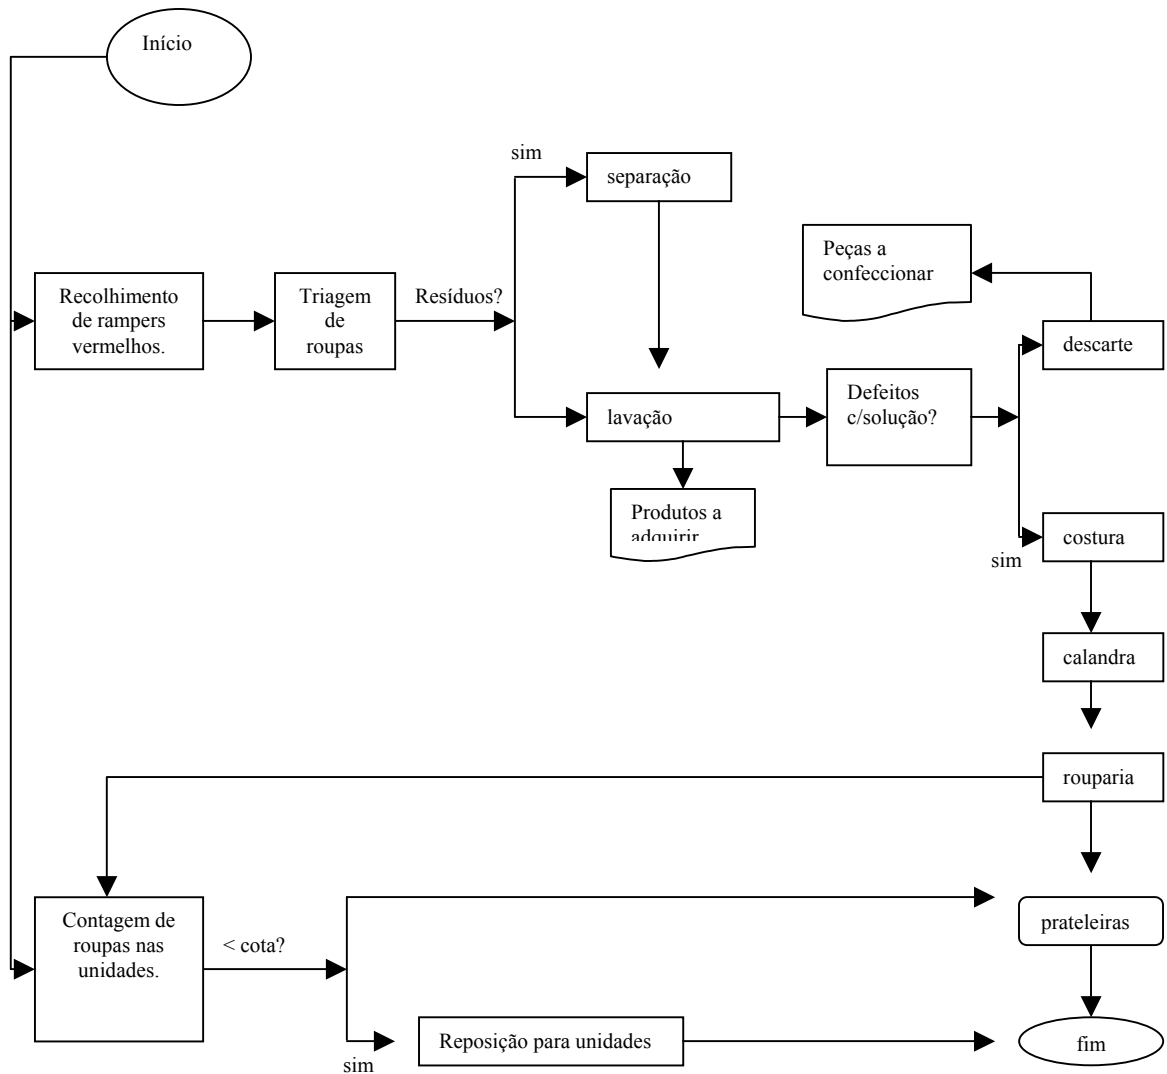 Início
sim
separação
Peças a
confeccionar
Recolhimento
de rampers
vermelhos.
Triagem
de
roupas
Resíduos?
descarte
lavação
Defeitos
c/solução?
Produtos a
adquirir
costura
sim
calandra
rouparia
Contagem de
roupas nas
unidades.
< cota?
prateleiras
Reposição para unidades
fim
sim